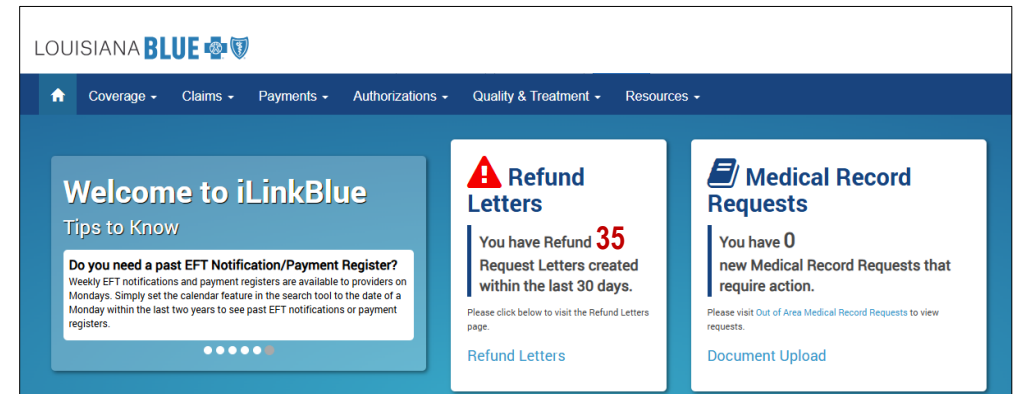 LOUISIANA BLUE
Coverage
Claims
Payments
Authorizations
Quality & Treatment
Resources
Welcome to iLinkBlue
Tips to Know
Do you need a past EFT Notification/Payment Register?
Weekly EFT notifications and payment registers are available to providers on
Mondays. Simply set the calendar feature in the search tool to the date of a
Monday within the last two years to see past EFT notifications or payment
registers.
Refund
Letters
You have Refund 35
Request Letters created
within the last 30 days.
Please click below to visit the Refund Letters
page.
Refund Letters
Medical Record
Requests
You have 0
new Medical Record Requests that
require action.
Please visit Out of Area Medical Record Requests to view
requests.
Document Upload